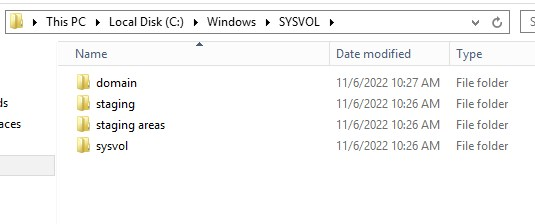 This PC Local Disk (C:) Windows SYSVOL
Name Date modified Type
domain 11/6/2022 10:27 AM File folder
staging 11/6/2022 10:26 AM File folder
staging areas 11/6/2022 10:26 AM File folder
sysvol 11/6/2022 10:26 AM File folder
ds
aces
S